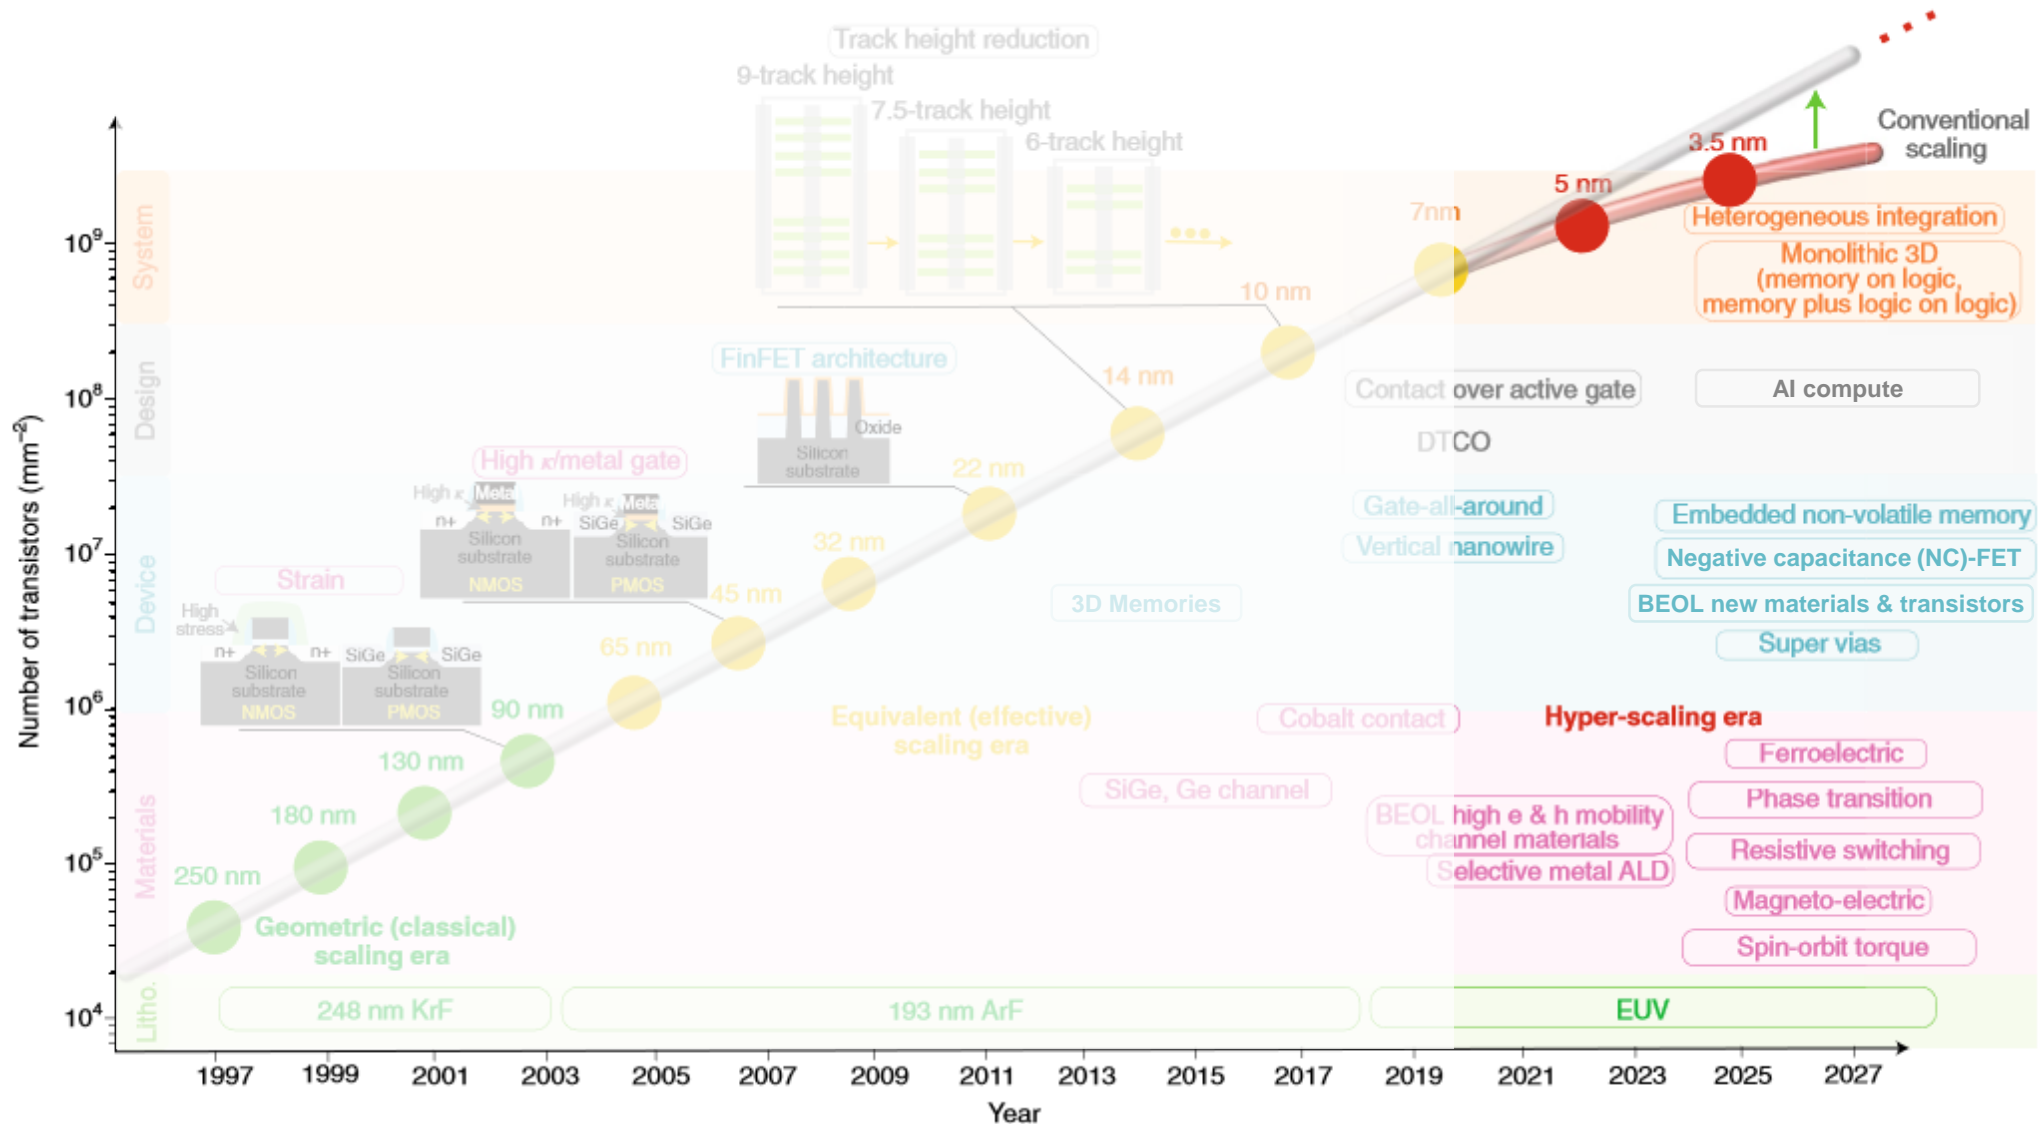 Track height reduction
9-track height
7.5-track height
6-track height
Conventional
scaling
3.5 nm
5 nm
7nm
10 nm
14 nm
22 nm
32 nm
45 nm
65 nm
90 nm
130 nm
180 nm
250 nm
System
Design
Device
Materials
Litho.
Number of transistors (mm⁻²)
10⁹
10⁸
10⁷
10⁶
10⁵
10⁴
Heterogeneous integration
Monolithic 3D
(memory on logic,
memory plus logic on logic)
FinFET architecture
Oxide
Silicon
substrate
Contact over active gate
AI compute
DTCO
High κ/metal gate
High κ
Metal
n+
n+
Silicon
substrate
NMOS
High κ
Metal
SiGe
SiGe
Silicon
substrate
PMOS
Gate-all-around
Vertical nanowire
Embedded non-volatile memory
Negative capacitance (NC)-FET
BEOL new materials & transistors
Super vias
3D Memories
Strain
High
stress
n+
n+
Silicon
substrate
NMOS
SiGe
SiGe
Silicon
substrate
PMOS
Equivalent (effective)
scaling era
Cobalt contact
Hyper-scaling era
SiGe, Ge channel
BEOL high e & h mobility
channel materials
Selective metal ALD
Ferroelectric
Phase transition
Resistive switching
Magneto-electric
Spin-orbit torque
Geometric (classical)
scaling era
248 nm KrF
193 nm ArF
EUV
1997 1999 2001 2003 2005 2007 2009 2011 2013 2015 2017 2019 2021 2023 2025 2027
Year